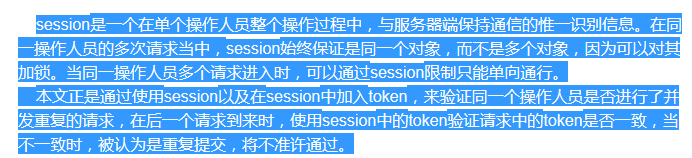 session是一个在单个操作人员整个操作过程中，与服务器端保持通信的惟一识别信息。在同
一操作人员的多次请求当中，session始终保证是同一个对象，而不是多个对象，因为可以对其
加锁。当同一操作人员多个请求进入时，可以通过session限制只能单向通行。
本文正是通过使用session以及在session中加入token，来验证同一个操作人员是否进行了并
发重复的请求，在后一个请求到来时，使用session中的token验证请求中的token是否一致，当
不一致时，被认为是重复提交，将不准许通过。